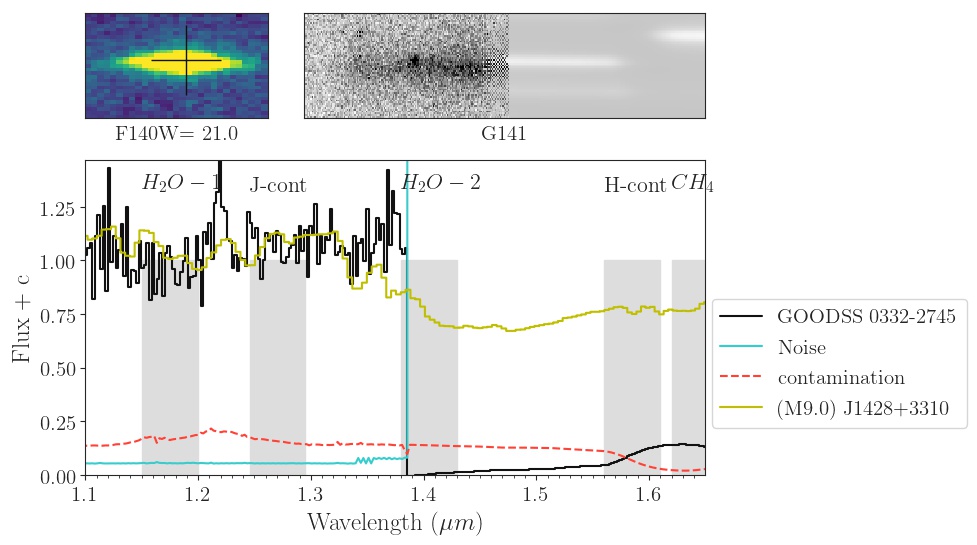 F140W= 21.0
G141
H₂O − 1
J-cont
H₂O − 2
H-cont
CH₄
1.25
1.00
0.75
0.50
0.25
0.00
Flux + c
1.1
1.2
1.3
1.4
1.5
1.6
Wavelength (μm)
GOODSS 0332-2745
Noise
contamination
(M9.0) J1428+3310